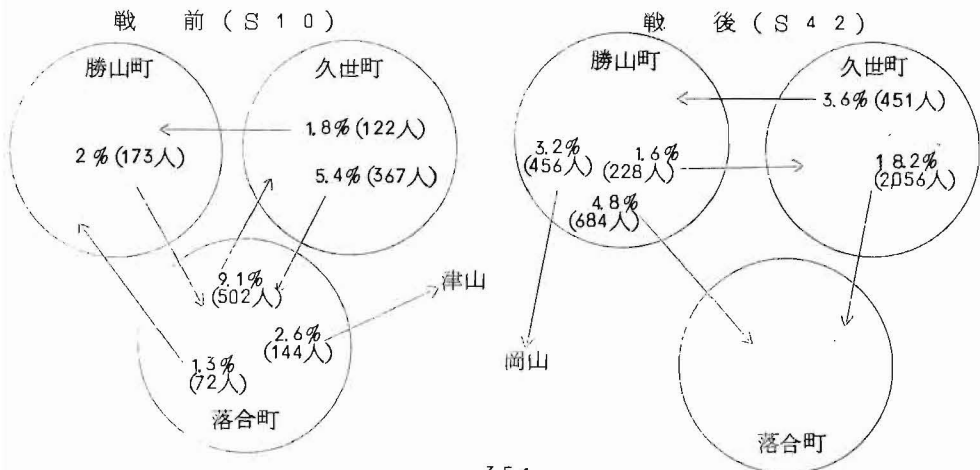 戦 前(S10)
勝山町
久世町
1.8%(122人)
2%(173人)
5.4%(367人)
9.1%
(502人)
津山
2.6%
(144人)
1.3%
(72人)
落合町
戦 後(S42)
勝山町
久世町
3.6%(451人)
3.2%
(456人)
1.6%
(228人)
18.2%
(2,056人)
4.8%
(684人)
岡山
落合町